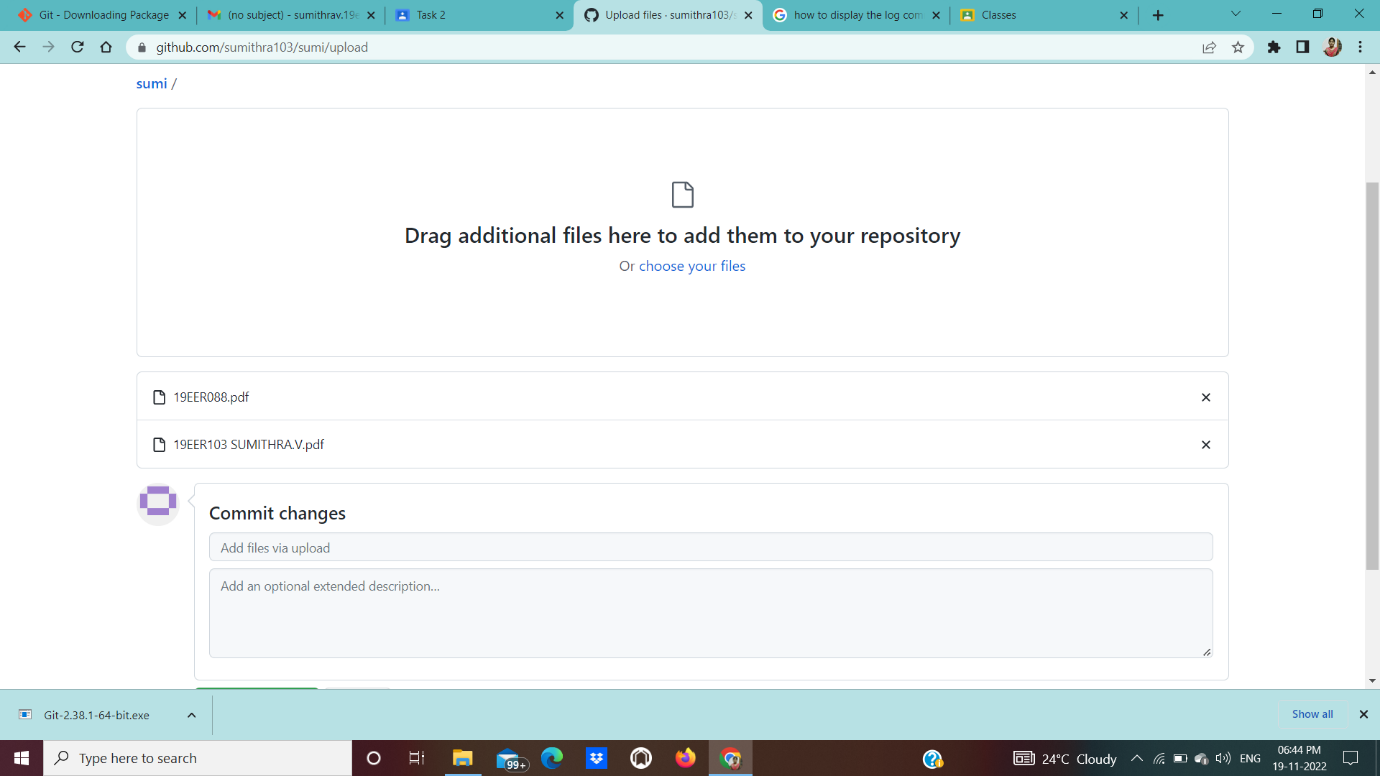 Git - Downloading Package
(no subject) - sumithrav.19e
Task 2
Upload files · sumithra103/s
how to display the log com
Classes
github.com/sumithra103/sumi/upload
sumi /
Drag additional files here to add them to your repository
Or choose your files
19EER088.pdf
19EER103 SUMITHRA.V.pdf
Commit changes
Add files via upload
Add an optional extended description...
Git-2.38.1-64-bit.exe
Show all
Type here to search
99+
24°C Cloudy
ENG
06:44 PM
19-11-2022